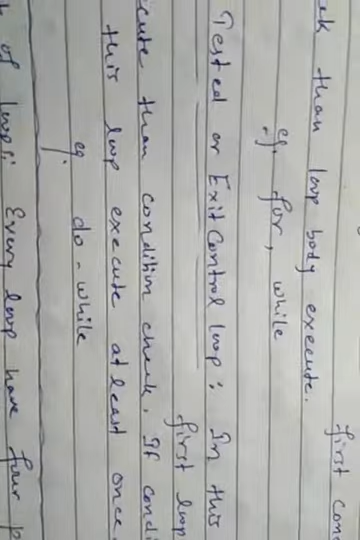 first con
ck than loop body execute.
eg. for, while
Tested or Exit Control loop: In this
first loop
cute than condition check. If condi
this loop execute at least once.
eg. do - while
of loop: Every loop have four p